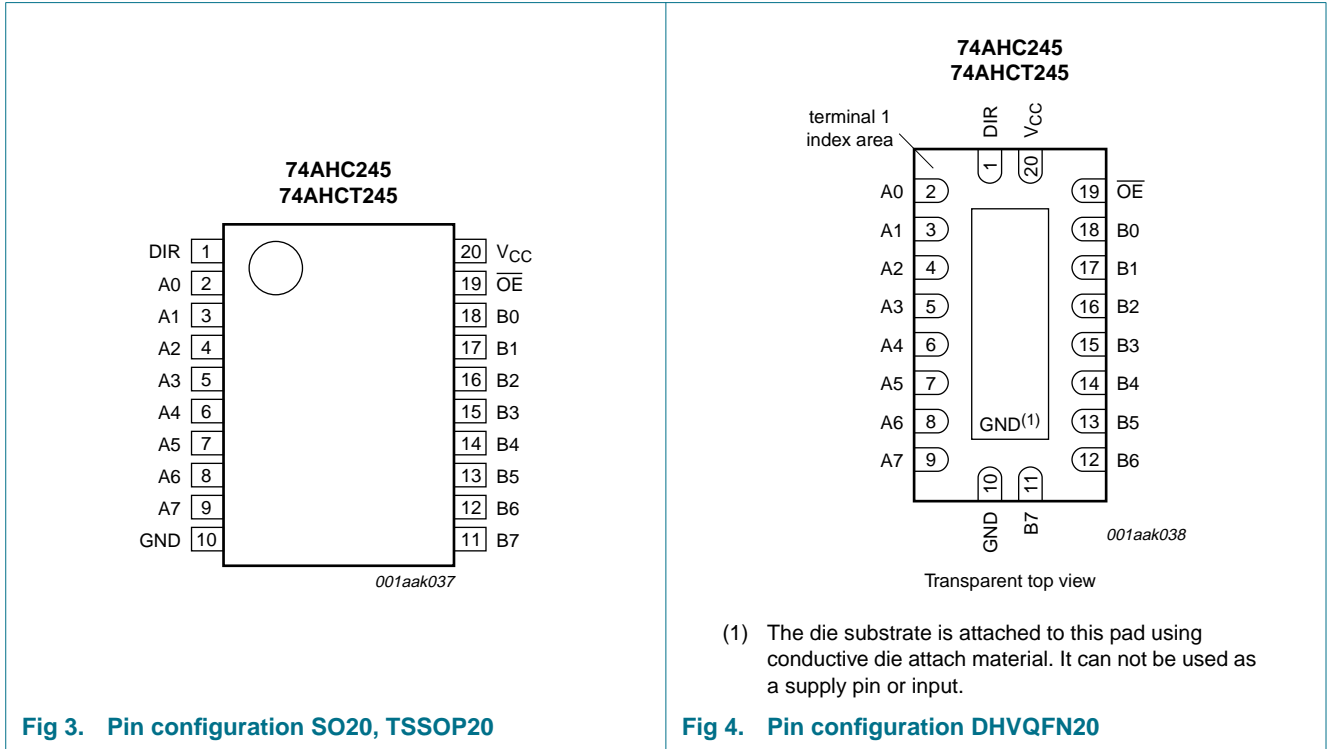 74AHC245
74AHCT245
DIR 1
A0 2
A1 3
A2 4
A3 5
A4 6
A5 7
A6 8
A7 9
GND 10
20 VCC
19 OE
18 B0
17 B1
16 B2
15 B3
14 B4
13 B5
12 B6
11 B7
001aak037
Fig 3. Pin configuration SO20, TSSOP20
74AHC245
74AHCT245
terminal 1
index area
DIR
VCC
1
20
A0 2
A1 3
A2 4
A3 5
A4 6
A5 7
A6 8
A7 9
19 OE
18 B0
17 B1
16 B2
15 B3
14 B4
13 B5
12 B6
GND(1)
10
11
GND
B7
001aak038
Transparent top view
(1) The die substrate is attached to this pad using
conductive die attach material. It can not be used as
a supply pin or input.
Fig 4. Pin configuration DHVQFN20